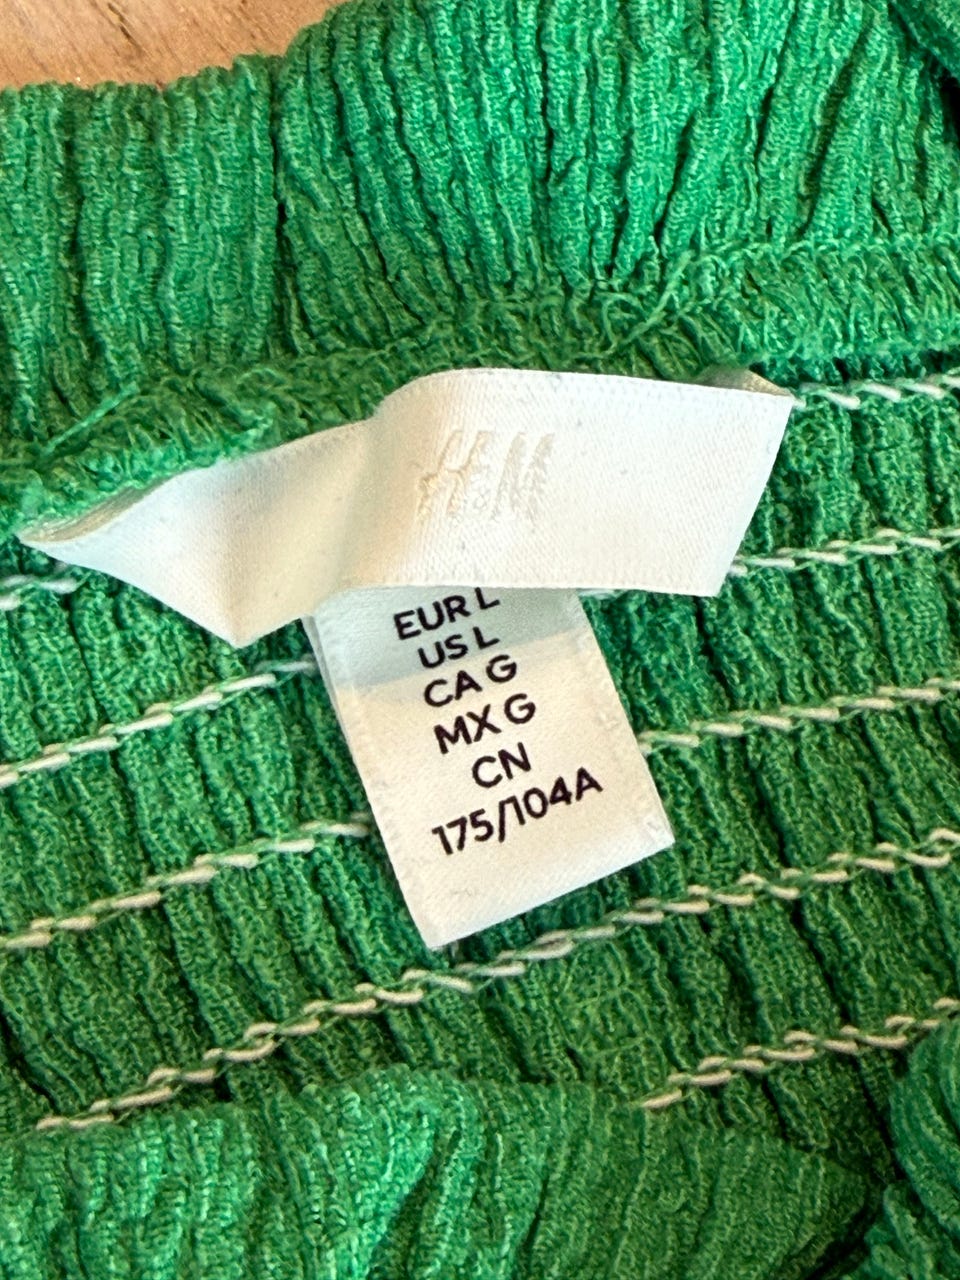 H&M
EUR L
US L
CA G
MX G
CN
175/104A